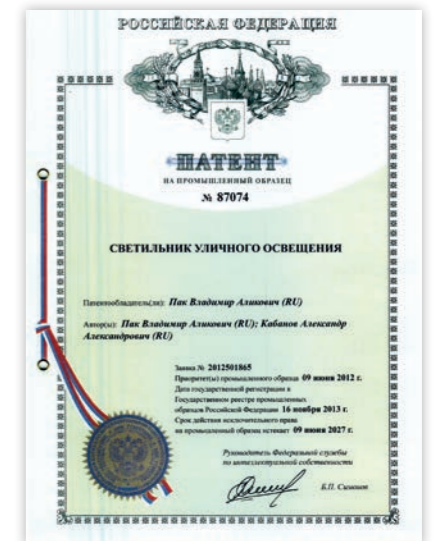 РОССИЙСКАЯ ФЕДЕРАЦИЯ
ПАТЕНТ
НА ПРОМЫШЛЕННЫЙ ОБРАЗЕЦ
№ 87074
СВЕТИЛЬНИК УЛИЧНОГО ОСВЕЩЕНИЯ
Патентообладатель(ли): Пак Владимир Аликович (RU)
Автор(ы): Пак Владимир Аликович (RU); Кабанов Александр
Александрович (RU)
Заявка № 2012501865
Приоритет(ы) промышленного образца 09 июня 2012 г.
Дата государственной регистрации в
Государственном реестре промышленных
образцов Российской Федерации 16 ноября 2013 г.
Срок действия исключительного права
на промышленный образец истекает 09 июня 2027 г.
Руководитель Федеральной службы
по интеллектуальной собственности
Б.П. Симонов